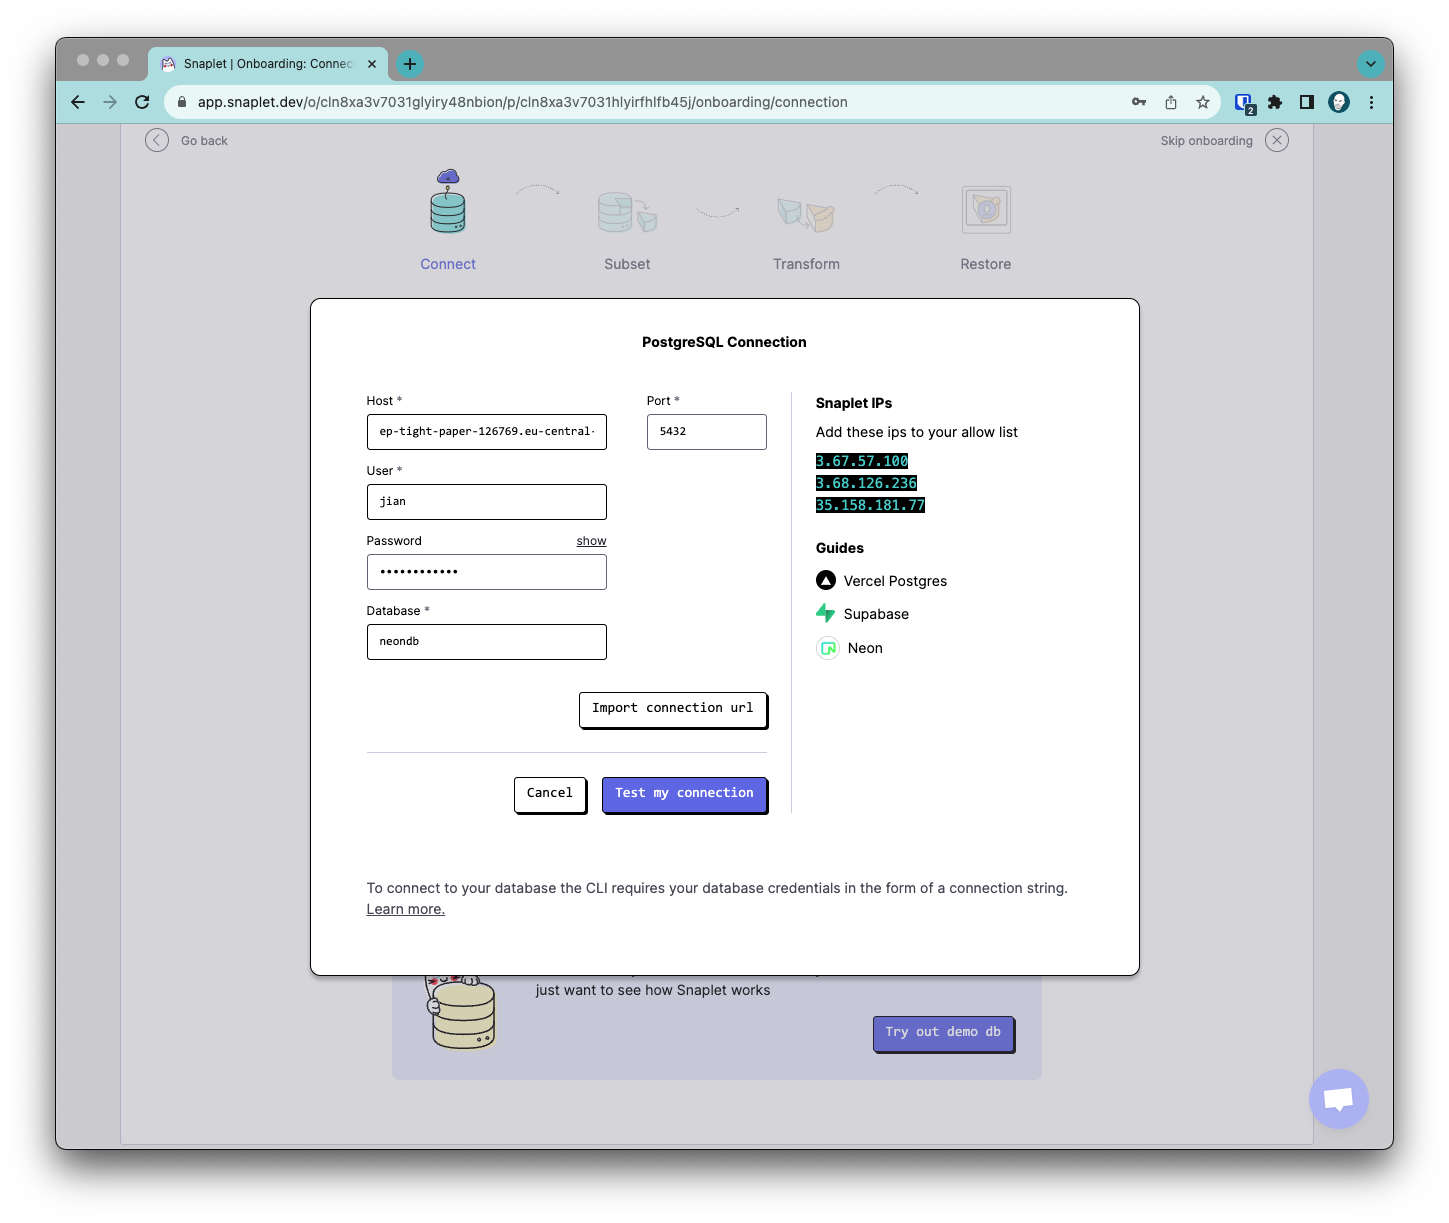 Snaplet | Onboarding: Connec
app.snaplet.dev/o/cln8xa3v7031glyiry48nbion/p/cln8xa3v7031hlyirfhlfb45j/onboarding/connection
2
Go back
Skip onboarding
Connect
Subset
Transform
Restore
PostgreSQL Connection
Host *
ep-tight-paper-126769.eu-central-
Port *
5432
User *
jian
Password
show
••••••••••••
Database *
neondb
Import connection url
Cancel
Test my connection
Snaplet IPs
Add these ips to your allow list
3.67.57.100
3.68.126.236
35.158.181.77
Guides
Vercel Postgres
Supabase
Neon
To connect to your database the CLI requires your database credentials in the form of a connection string.
Learn more.
just want to see how Snaplet works
Try out demo db